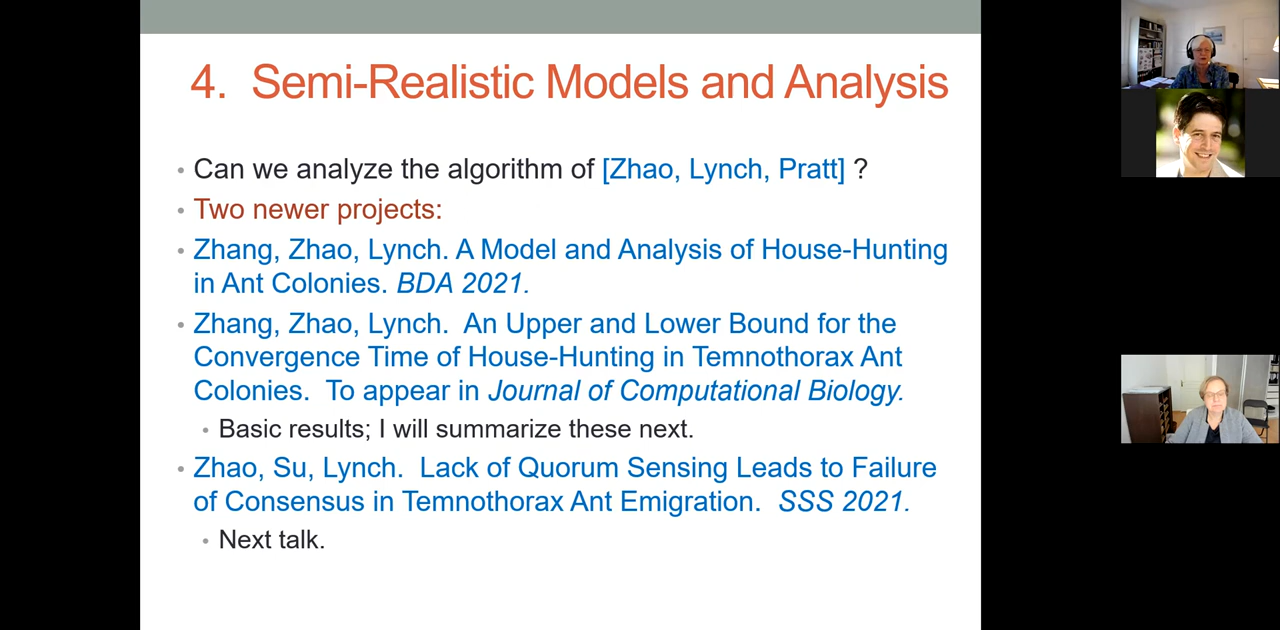 4. Semi-Realistic Models and Analysis
• Can we analyze the algorithm of [Zhao, Lynch, Pratt] ?
• Two newer projects:
• Zhang, Zhao, Lynch. A Model and Analysis of House-Hunting
in Ant Colonies. BDA 2021.
• Zhang, Zhao, Lynch. An Upper and Lower Bound for the
Convergence Time of House-Hunting in Temnothorax Ant
Colonies. To appear in Journal of Computational Biology.
• Basic results; I will summarize these next.
• Zhao, Su, Lynch. Lack of Quorum Sensing Leads to Failure
of Consensus in Temnothorax Ant Emigration. SSS 2021.
• Next talk.